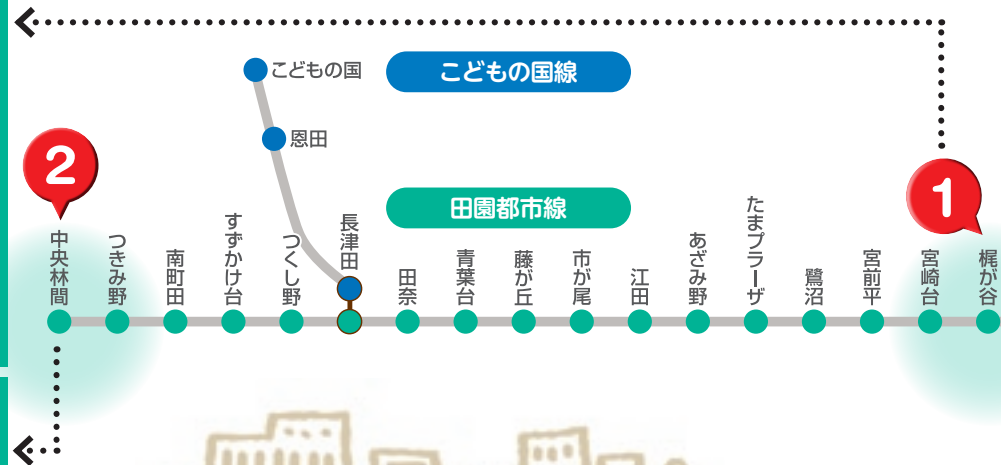 こどもの国
こどもの国線
恩田
田園都市線
2
1
中央林間
つきみ野
南町田
すずかけ台
つくし野
長津田
田奈
青葉台
藤が丘
市が尾
江田
あざみ野
たまプラーザ
鷺沼
宮前平
宮崎台
梶が谷